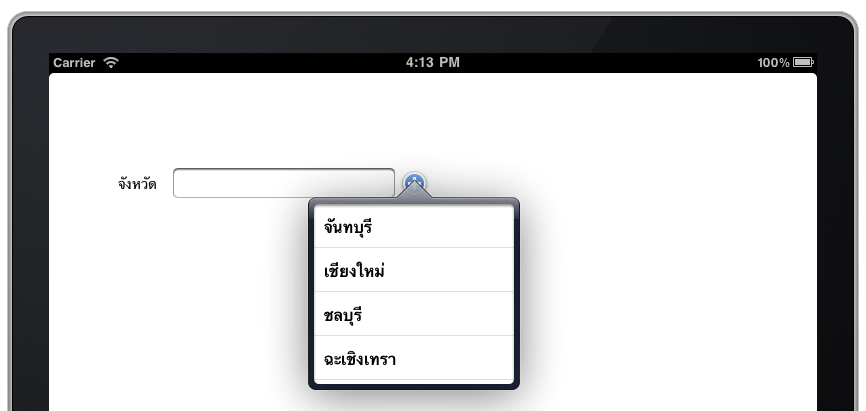 Carrier 4:13 PM 100%
จังหวัด
จันทบุรี
เชียงใหม่
ชลบุรี
ฉะเชิงเทรา